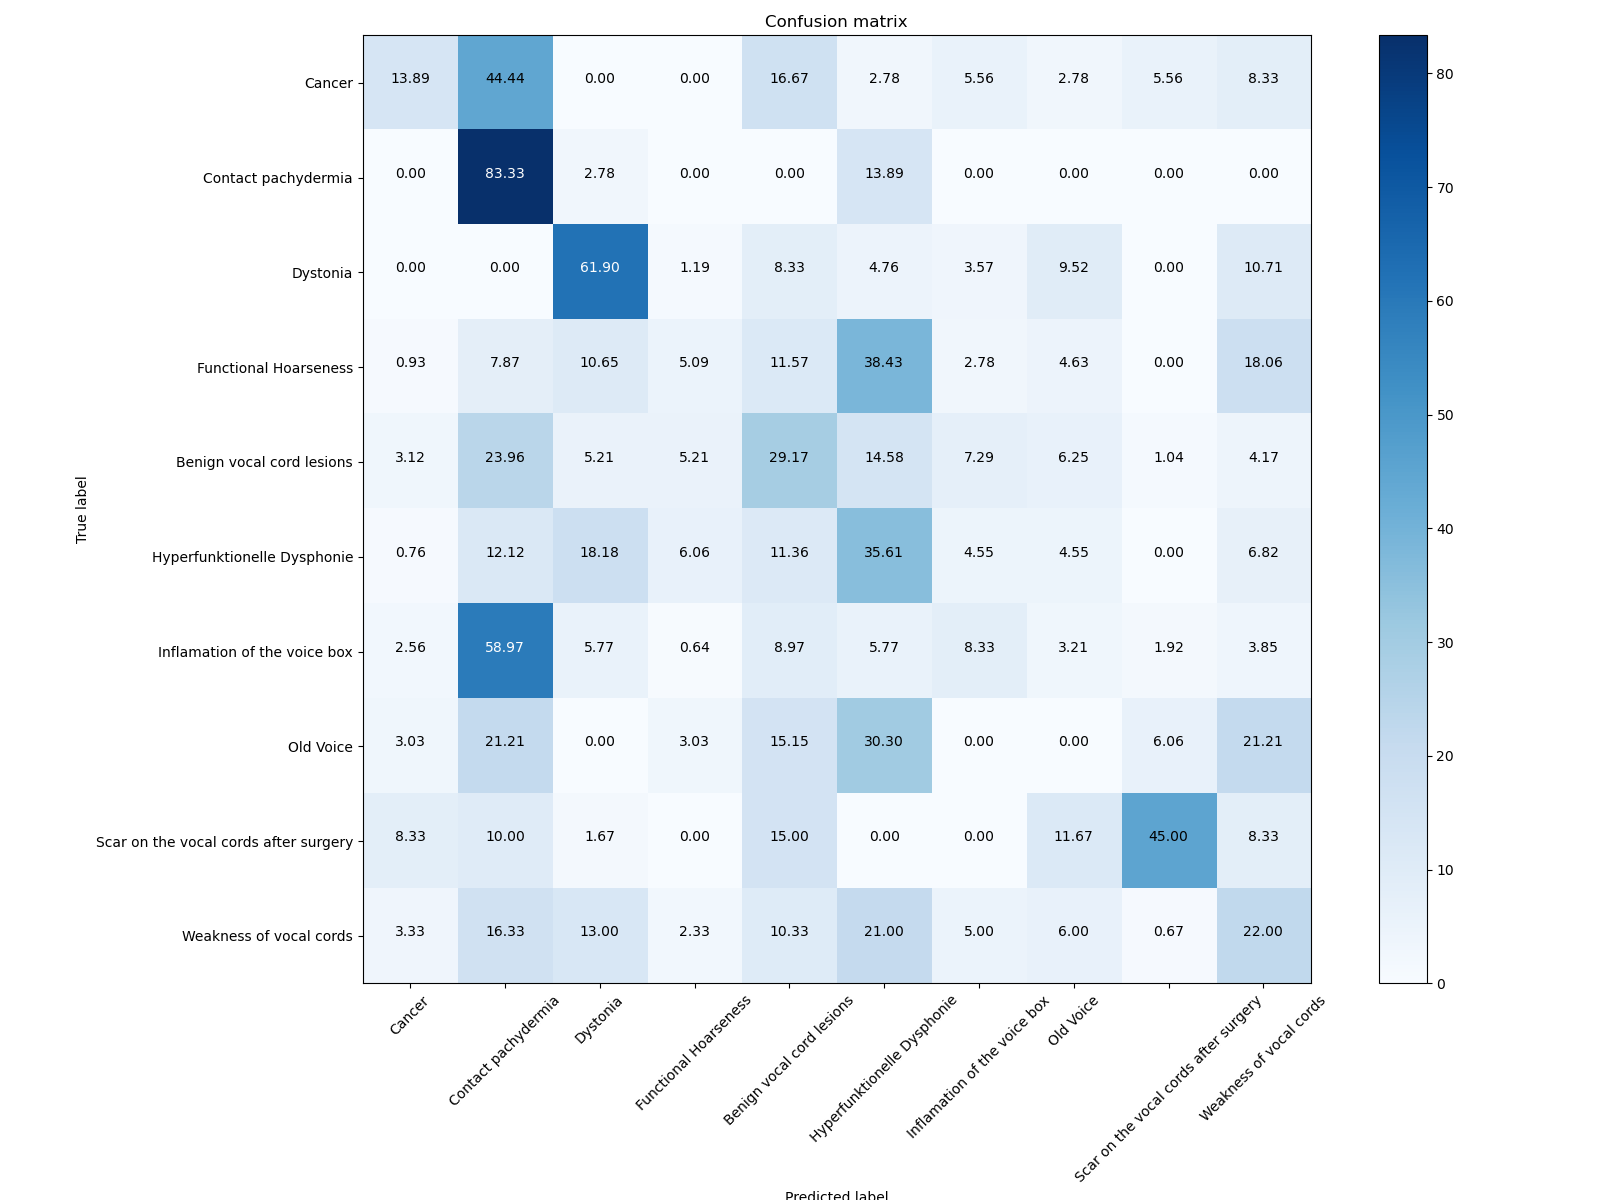 Confusion matrix
True label
Cancer 13.89 44.44 0.00 0.00 16.67 2.78 5.56 2.78 5.56 8.33
Contact pachydermia 0.00 83.33 2.78 0.00 0.00 13.89 0.00 0.00 0.00 0.00
Dystonia 0.00 0.00 61.90 1.19 8.33 4.76 3.57 9.52 0.00 10.71
Functional Hoarseness 0.93 7.87 10.65 5.09 11.57 38.43 2.78 4.63 0.00 18.06
Benign vocal cord lesions 3.12 23.96 5.21 5.21 29.17 14.58 7.29 6.25 1.04 4.17
Hyperfunktionelle Dysphonie 0.76 12.12 18.18 6.06 11.36 35.61 4.55 4.55 0.00 6.82
Inflamation of the voice box 2.56 58.97 5.77 0.64 8.97 5.77 8.33 3.21 1.92 3.85
Old Voice 3.03 21.21 0.00 3.03 15.15 30.30 0.00 0.00 6.06 21.21
Scar on the vocal cords after surgery 8.33 10.00 1.67 0.00 15.00 0.00 0.00 11.67 45.00 8.33
Weakness of vocal cords 3.33 16.33 13.00 2.33 10.33 21.00 5.00 6.00 0.67 22.00
Cancer
Contact pachydermia
Dystonia
Functional Hoarseness
Benign vocal cord lesions
Hyperfunktionelle Dysphonie
Inflamation of the voice box
Old Voice
Scar on the vocal cords after surgery
Weakness of vocal cords
Predicted label
80
70
60
50
40
30
20
10
0